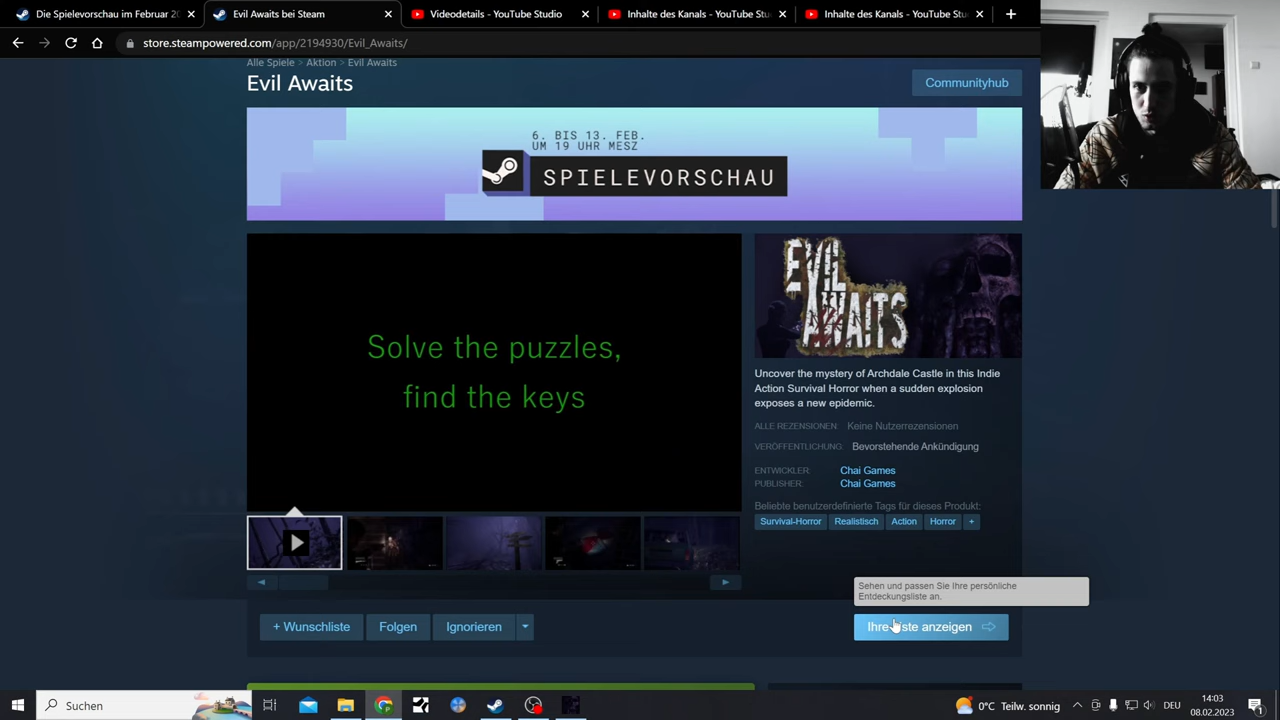 Die Spielevorschau im Februar 20
Evil Awaits bei Steam
Videodetails - YouTube Studio
Inhalte des Kanals - YouTube Stu
Inhalte des Kanals - YouTube Stu
store.steampowered.com/app/2194930/Evil_Awaits/
Alle Spiele > Aktion > Evil Awaits
Evil Awaits
Communityhub
6. BIS 13. FEB.
UM 19 UHR MESZ
SPIELEVORSCHAU
Solve the puzzles,
find the keys
EVIL
AWAITS
Uncover the mystery of Archdale Castle in this Indie
Action Survival Horror when a sudden explosion
exposes a new epidemic.
ALLE REZENSIONEN: Keine Nutzerrezensionen
VERÖFFENTLICHUNG: Bevorstehende Ankündigung
ENTWICKLER: Chai Games
PUBLISHER: Chai Games
Beliebte benutzerdefinierte Tags für dieses Produkt:
Survival-Horror Realistisch Action Horror +
Sehen und passen Sie Ihre persönliche
Entdeckungsliste an.
+ Wunschliste
Folgen
Ignorieren
Ihre Liste anzeigen
Suchen
0°C Teilw. sonnig
DEU
14:03
08.02.2023
1